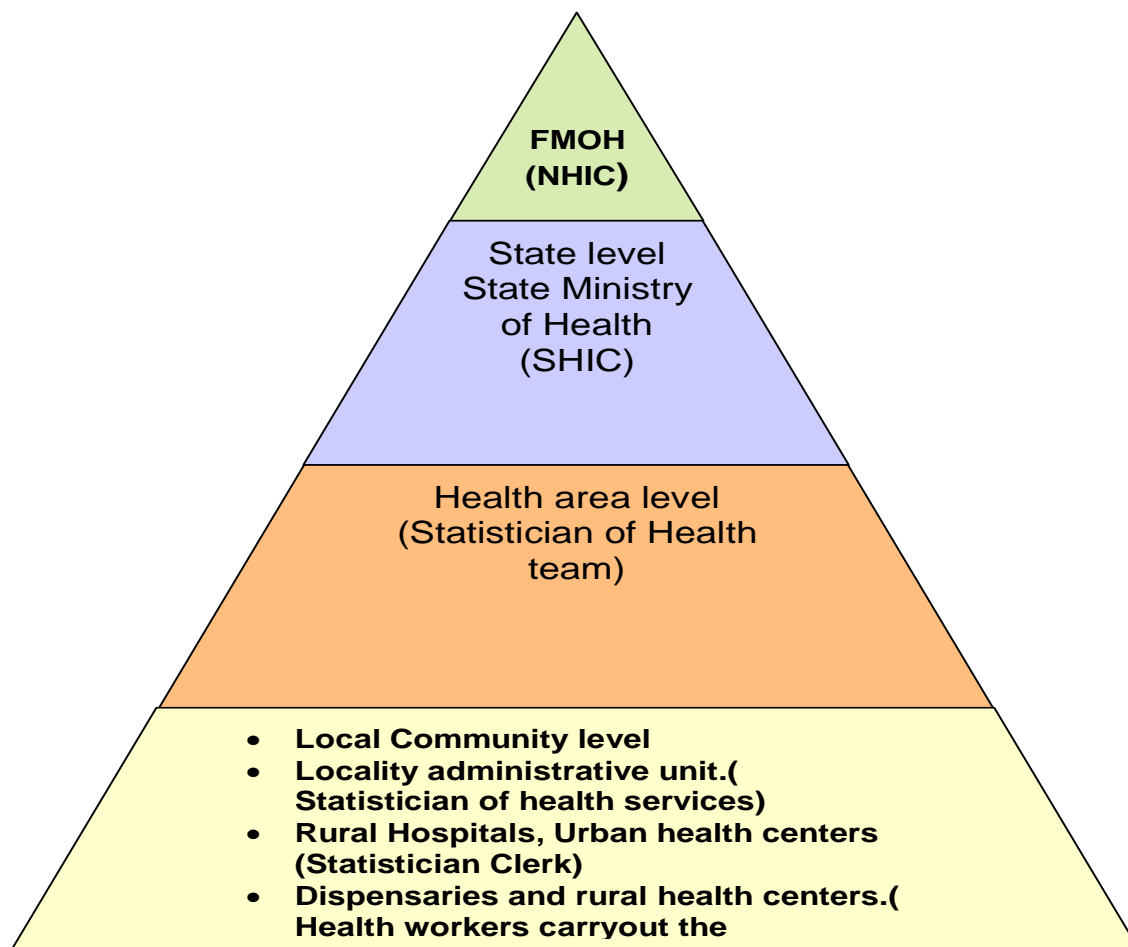 FMOH
(NHIC)
State level
State Ministry
of Health
(SHIC)
Health area level
(Statistician of Health
team)
• Local Community level
• Locality administrative unit.(
Statistician of health services)
• Rural Hospitals, Urban health centers
(Statistician Clerk)
• Dispensaries and rural health centers.(
Health workers carryout the